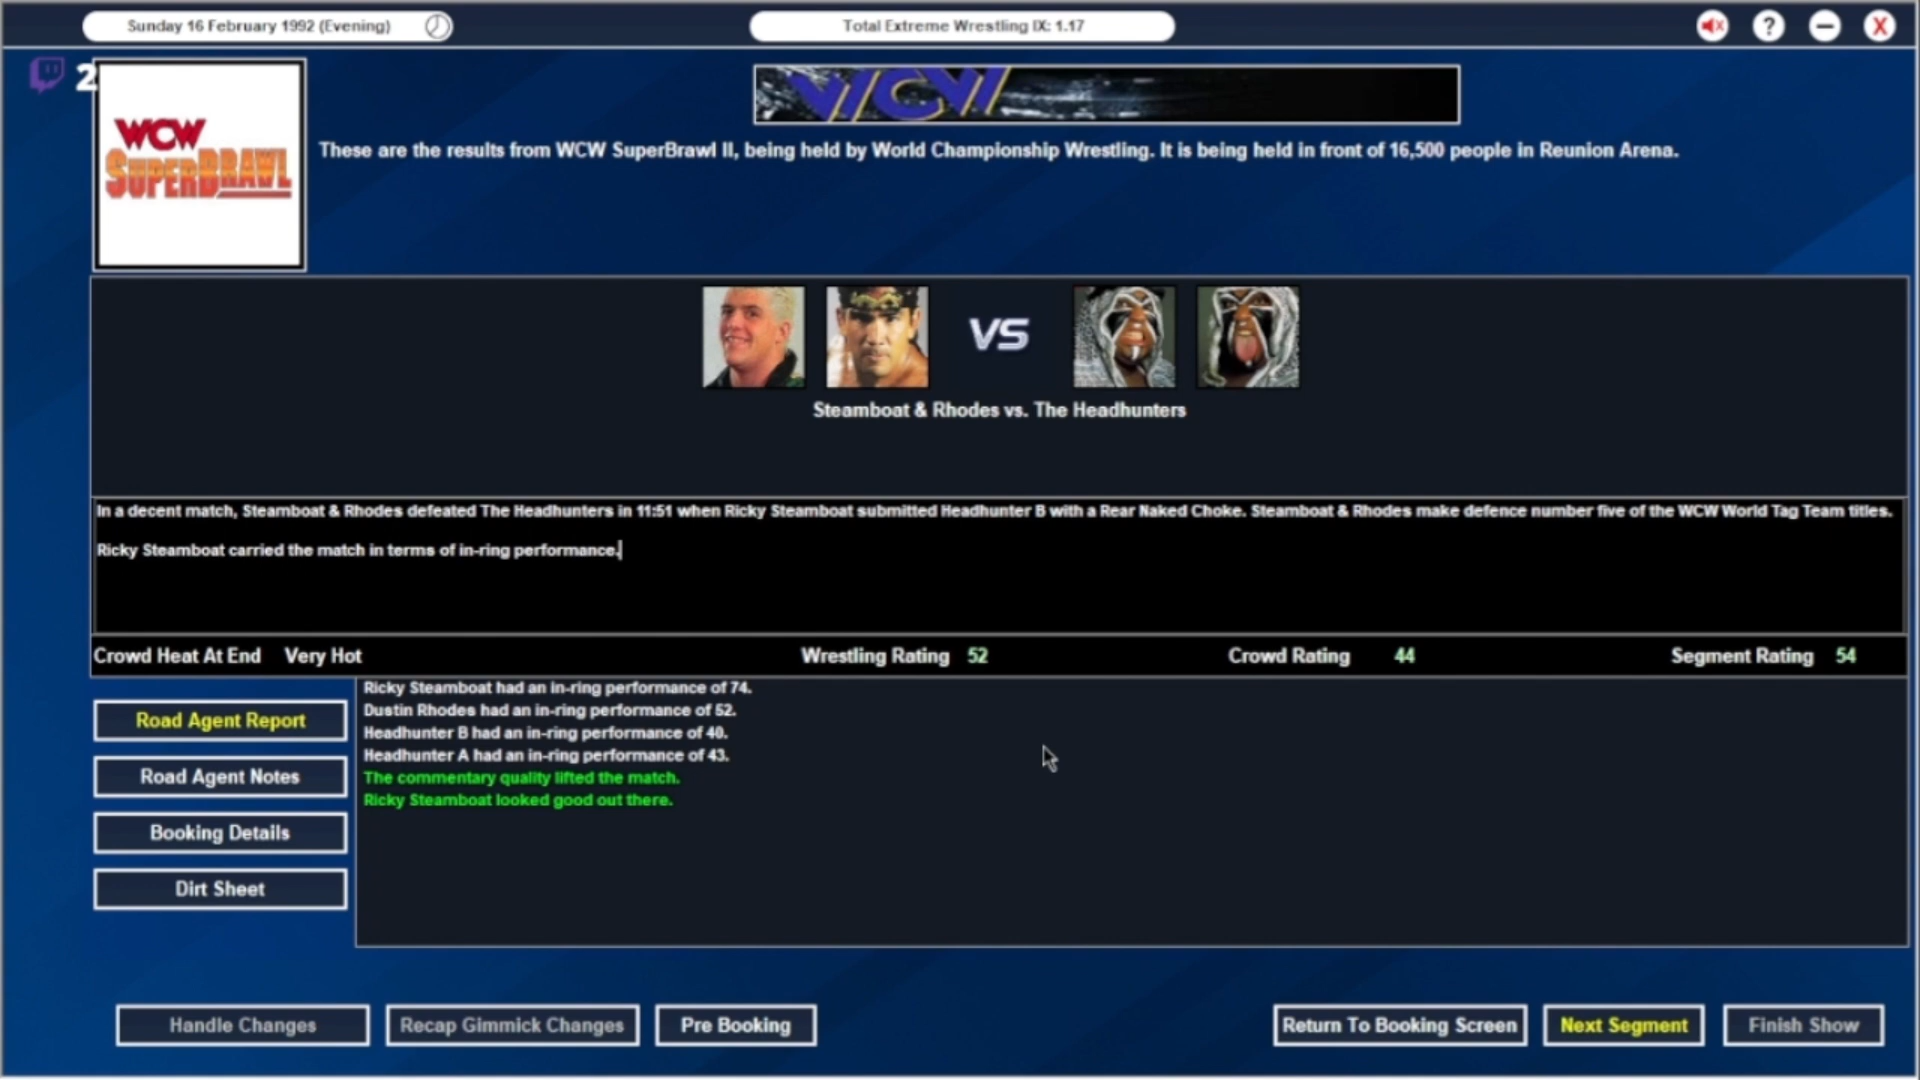 Sunday 16 February 1992 (Evening)
Total Extreme Wrestling IX: 1.17
?
X
2
WCW
SUPERBRAWL
WCW
These are the results from WCW SuperBrawl II, being held by World Championship Wrestling. It is being held in front of 16,500 people in Reunion Arena.
VS
Steamboat & Rhodes vs. The Headhunters
In a decent match, Steamboat & Rhodes defeated The Headhunters in 11:51 when Ricky Steamboat submitted Headhunter B with a Rear Naked Choke. Steamboat & Rhodes make defence number five of the WCW World Tag Team titles.
Ricky Steamboat carried the match in terms of in-ring performance.
Crowd Heat At End Very Hot Wrestling Rating 52 Crowd Rating 44 Segment Rating 54
Road Agent Report
Road Agent Notes
Booking Details
Dirt Sheet
Ricky Steamboat had an in-ring performance of 74.
Dustin Rhodes had an in-ring performance of 52.
Headhunter B had an in-ring performance of 40.
Headhunter A had an in-ring performance of 43.
The commentary quality lifted the match.
Ricky Steamboat looked good out there.
Handle Changes
Recap Gimmick Changes
Pre Booking
Return To Booking Screen
Next Segment
Finish Show